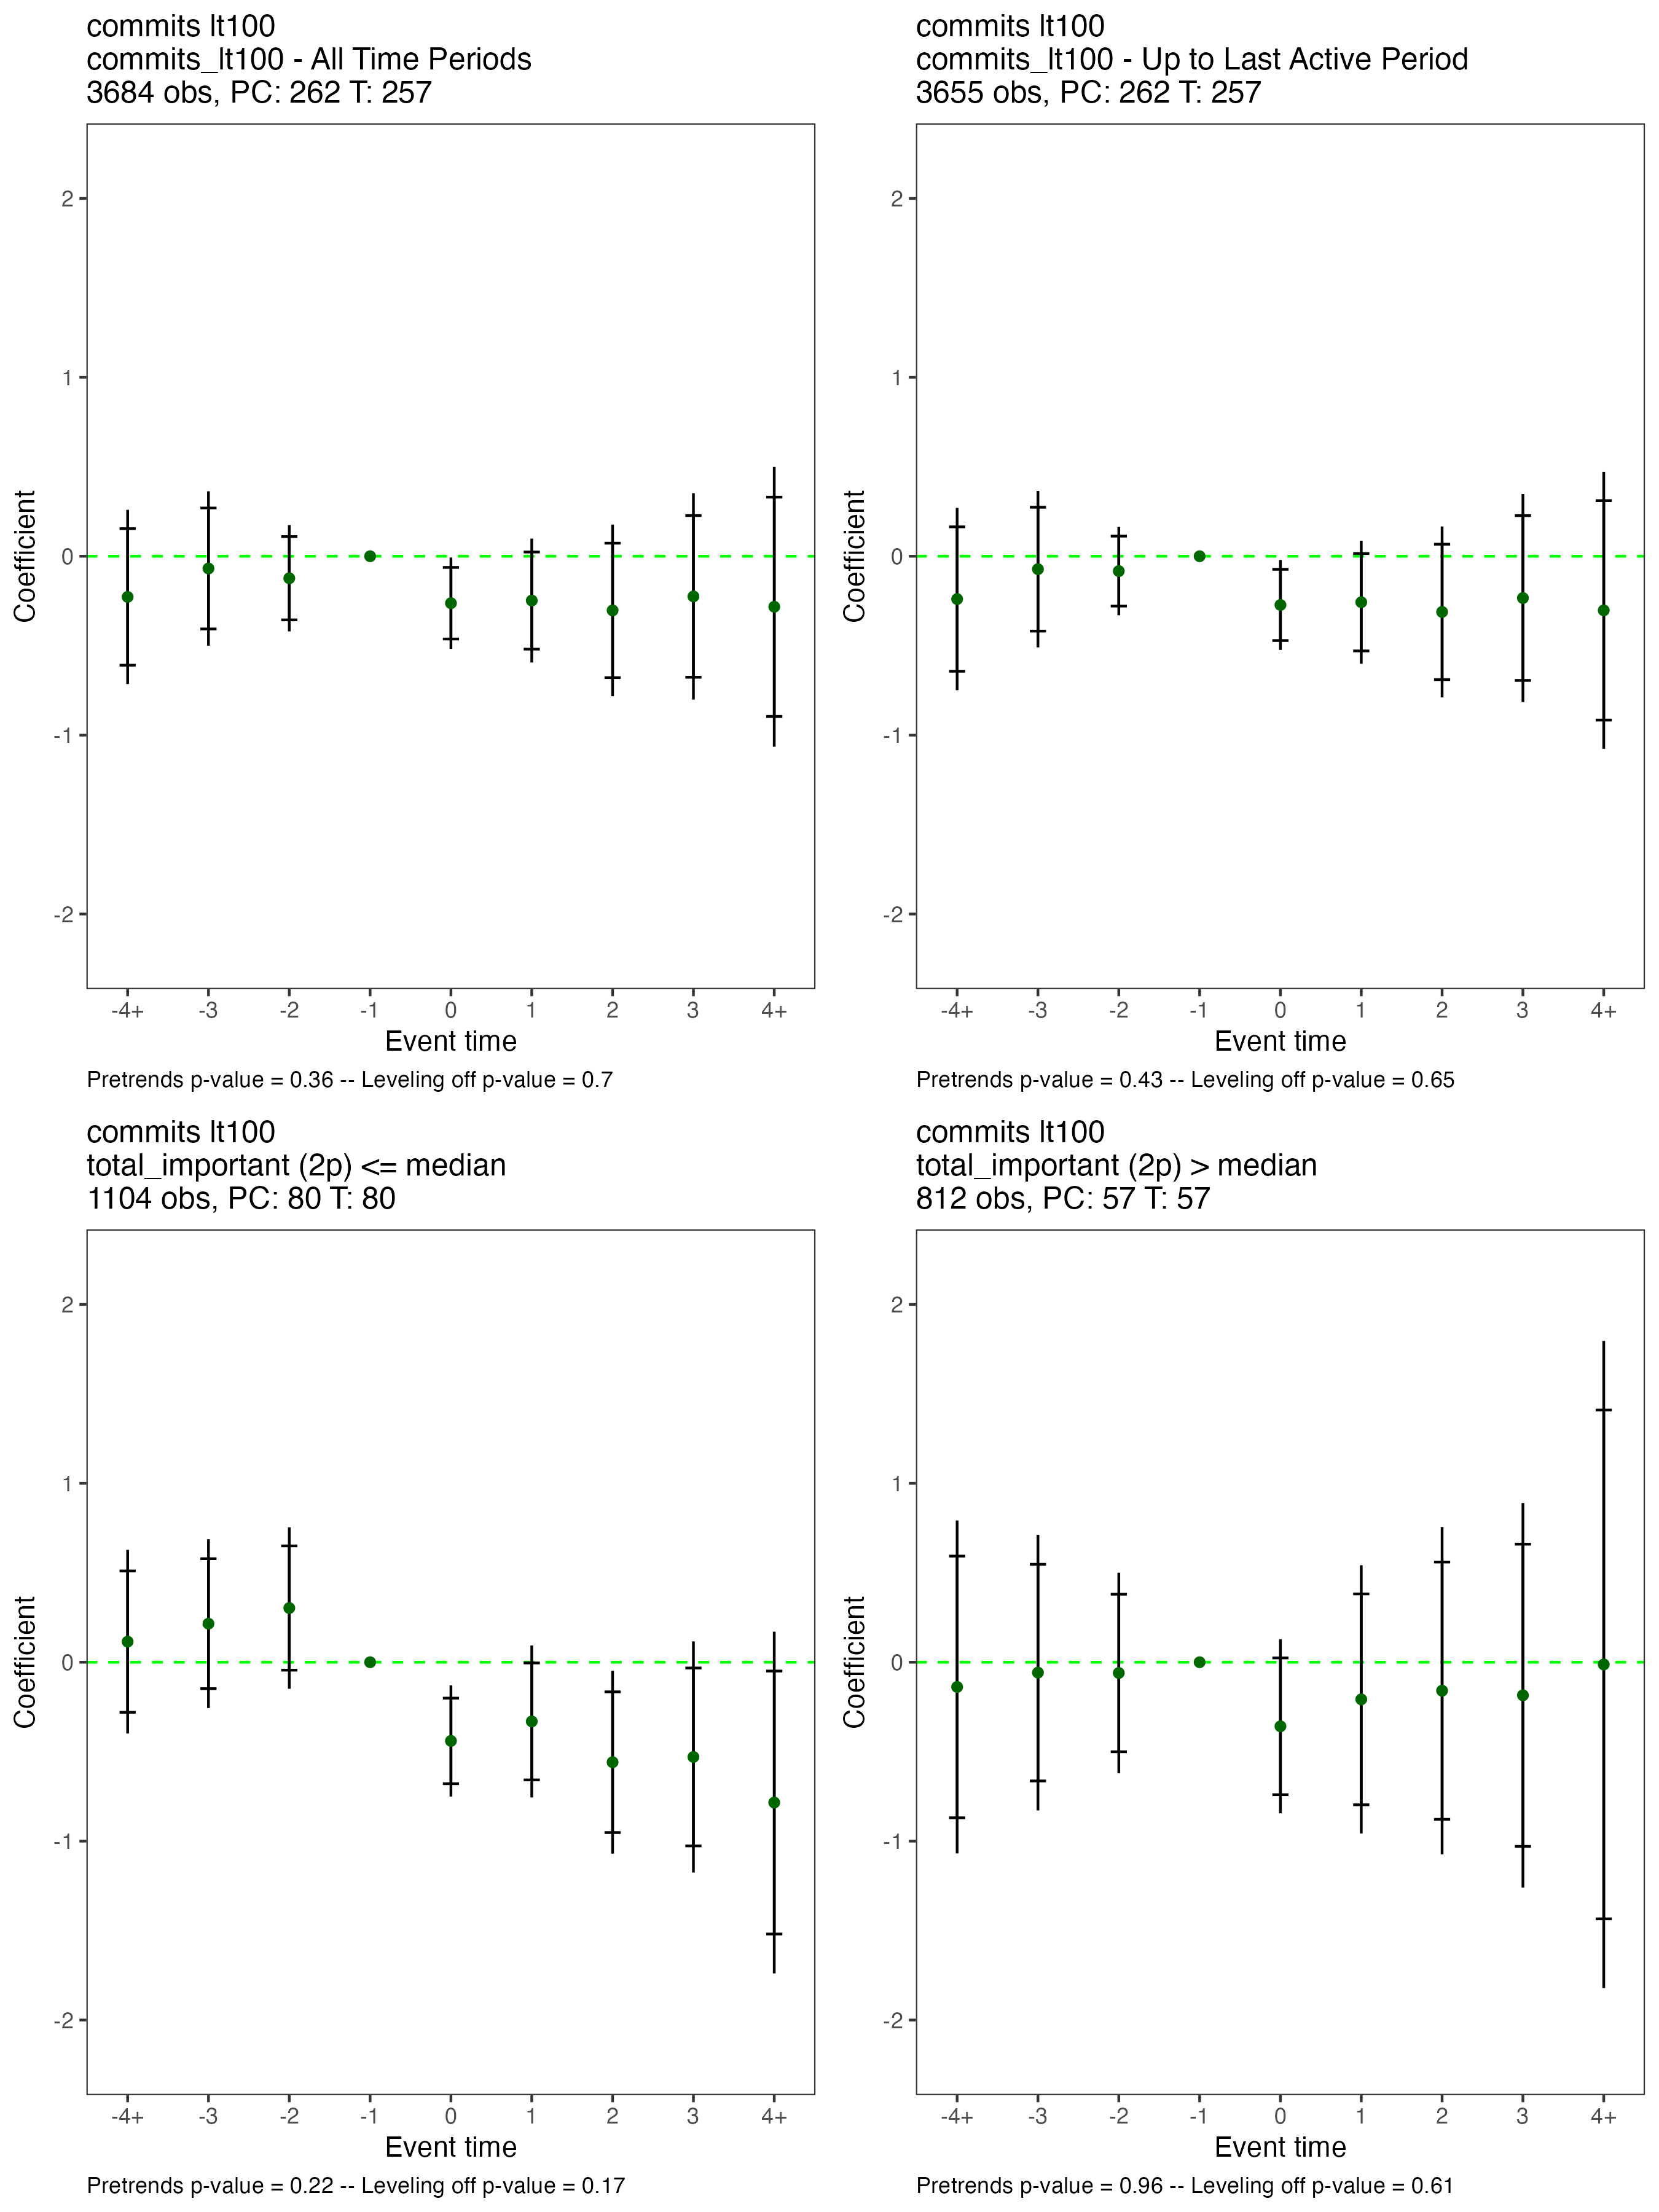 commits lt100
commits_lt100 - All Time Periods
3684 obs, PC: 262 T: 257
2
1
0
-1
-2
Coefficient
-4+ -3 -2 -1 0 1 2 3 4+
Event time
Pretrends p-value = 0.36 -- Leveling off p-value = 0.7
commits lt100
commits_lt100 - Up to Last Active Period
3655 obs, PC: 262 T: 257
2
1
0
-1
-2
Coefficient
-4+ -3 -2 -1 0 1 2 3 4+
Event time
Pretrends p-value = 0.43 -- Leveling off p-value = 0.65
commits lt100
total_important (2p) <= median
1104 obs, PC: 80 T: 80
2
1
0
-1
-2
Coefficient
-4+ -3 -2 -1 0 1 2 3 4+
Event time
Pretrends p-value = 0.22 -- Leveling off p-value = 0.17
commits lt100
total_important (2p) > median
812 obs, PC: 57 T: 57
2
1
0
-1
-2
Coefficient
-4+ -3 -2 -1 0 1 2 3 4+
Event time
Pretrends p-value = 0.96 -- Leveling off p-value = 0.61